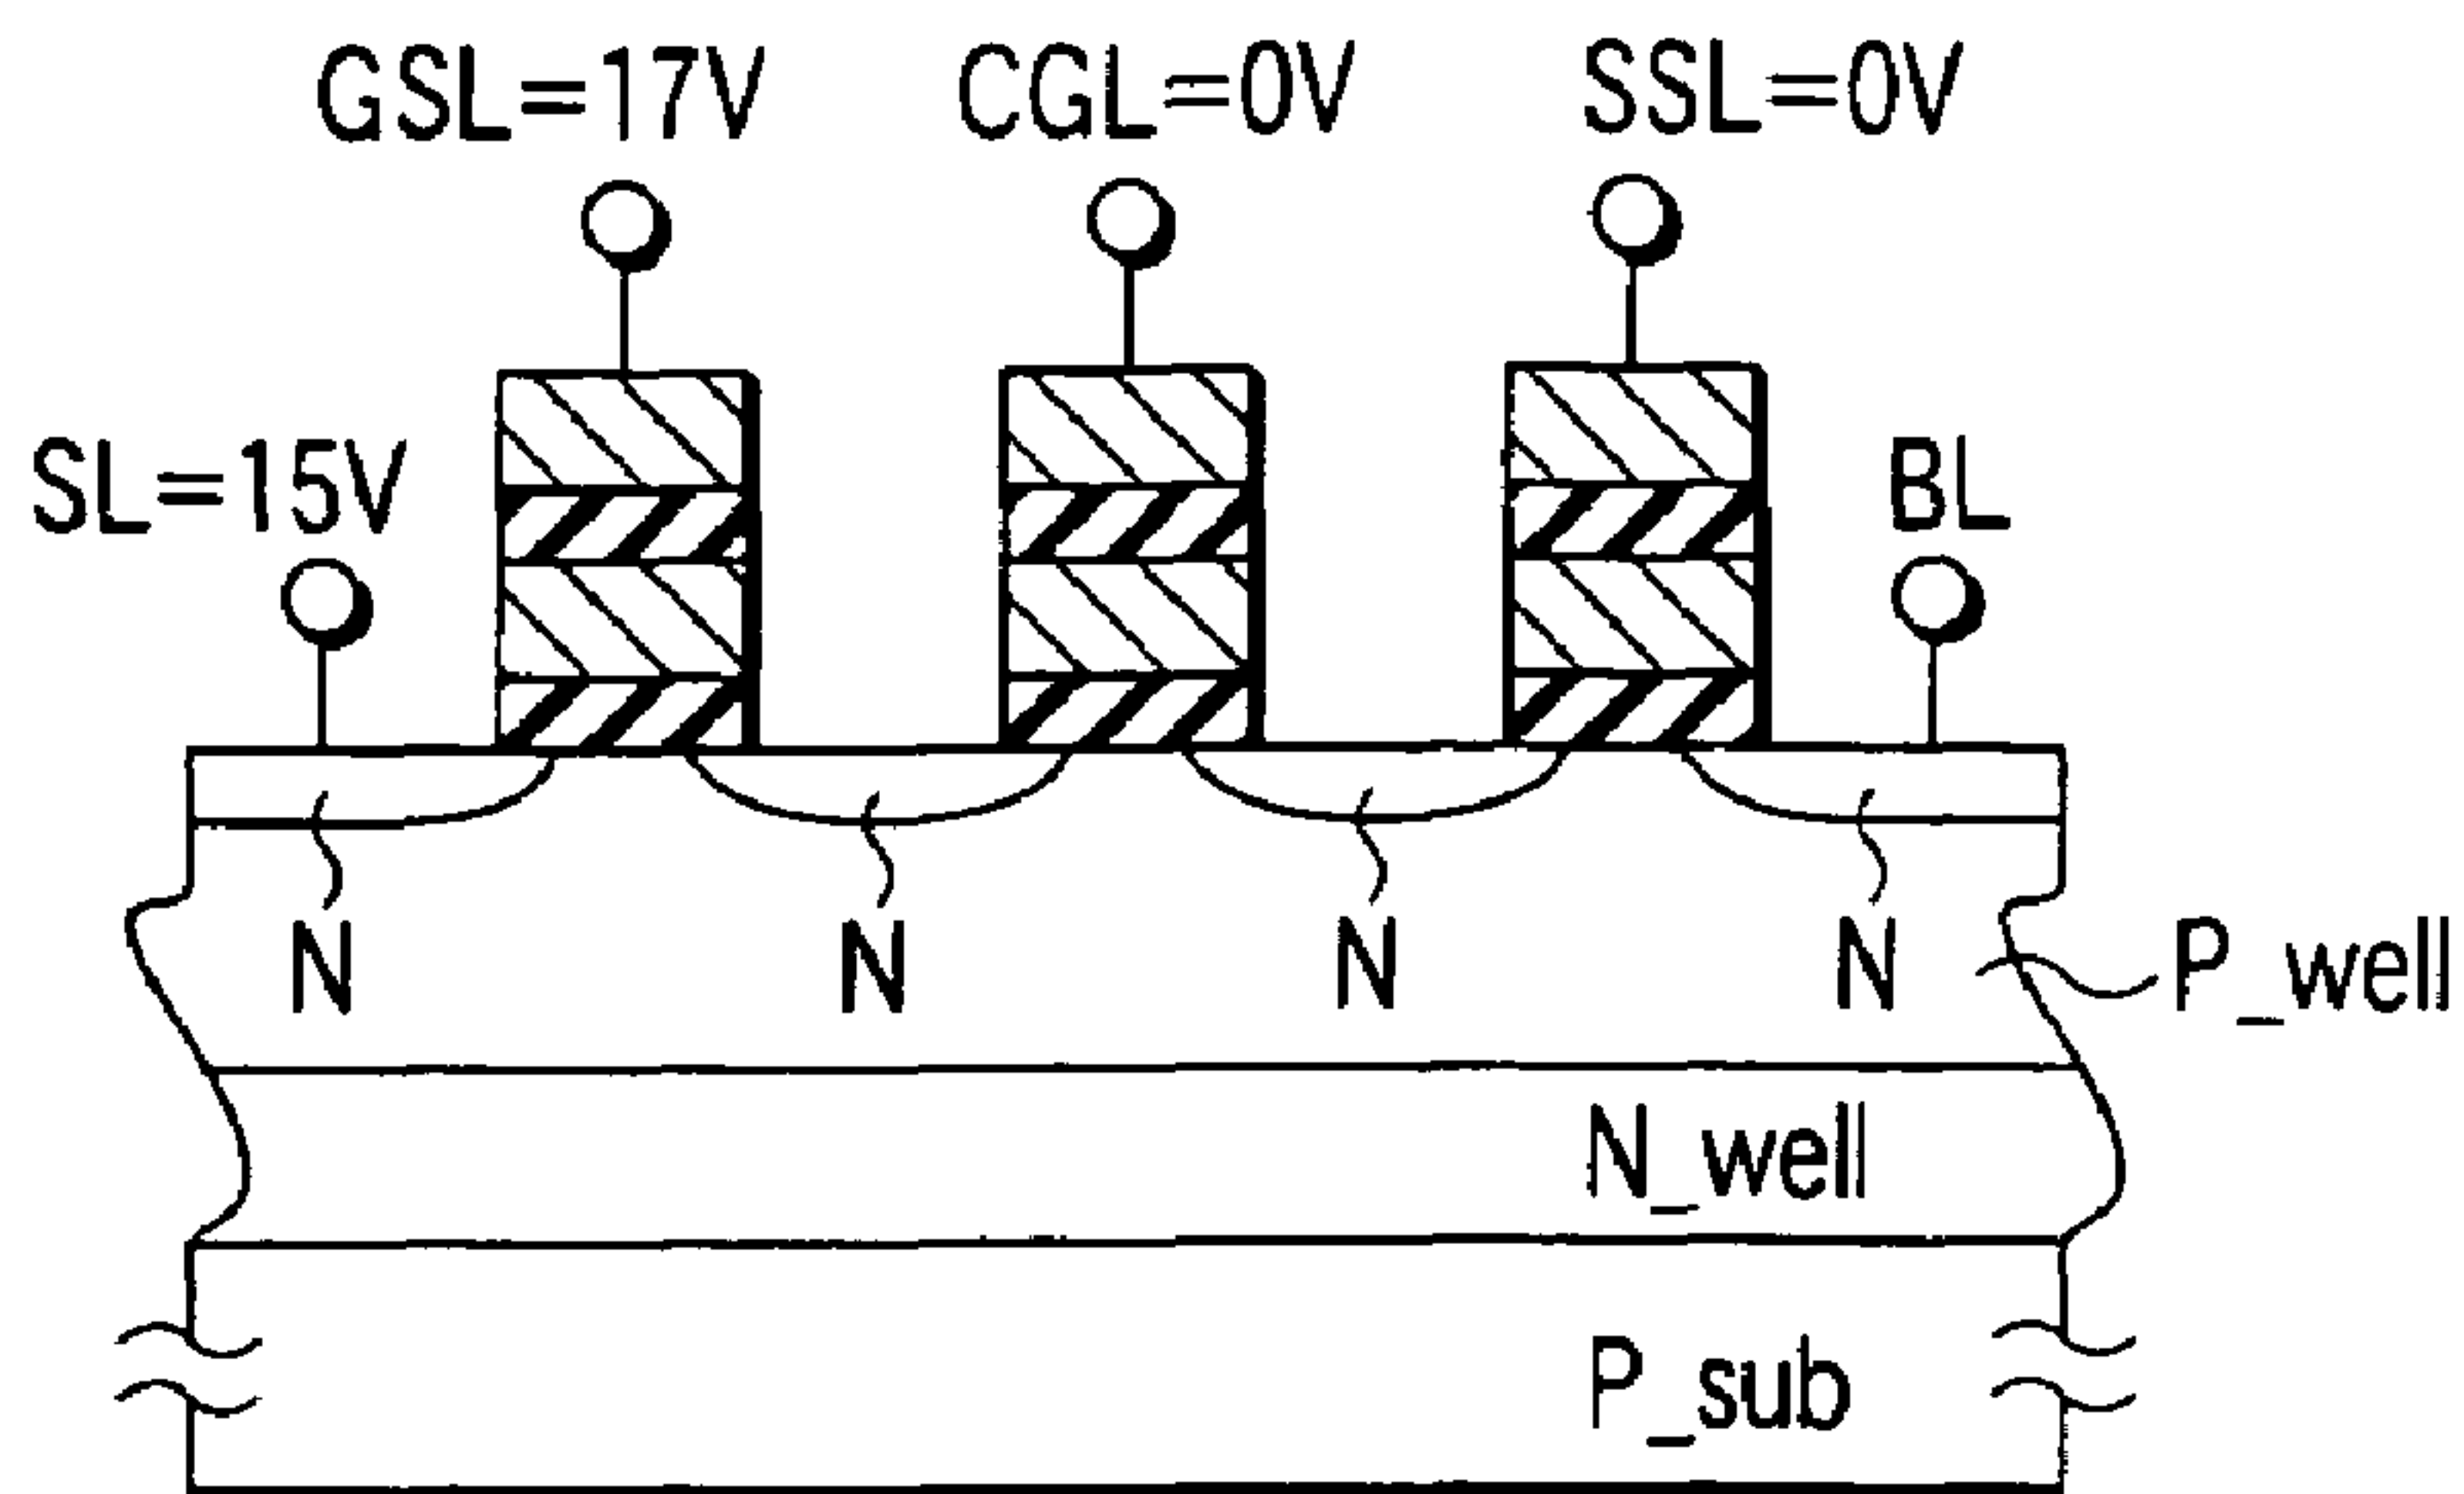 GSL=17V CGL=0V SSL=0V
SL=15V BL
N N N N P_well
N_well
P_sub